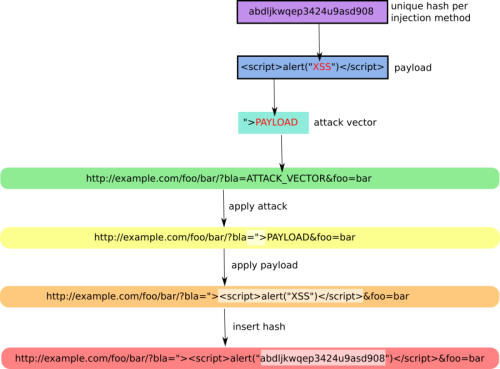 abdljkwqep3424u9asd908
unique hash per
injection method
<script>alert("XSS")</script>
payload
">PAYLOAD
attack vector
http://example.com/foo/bar/?bla=ATTACK_VECTOR&foo=bar
apply attack
http://example.com/foo/bar/?bla=">PAYLOAD&foo=bar
apply payload
http://example.com/foo/bar/?bla="><script>alert("XSS")</script>&foo=bar
insert hash
http://example.com/foo/bar/?bla="><script>alert("abdljkwqep3424u9asd908")</script>&foo=bar